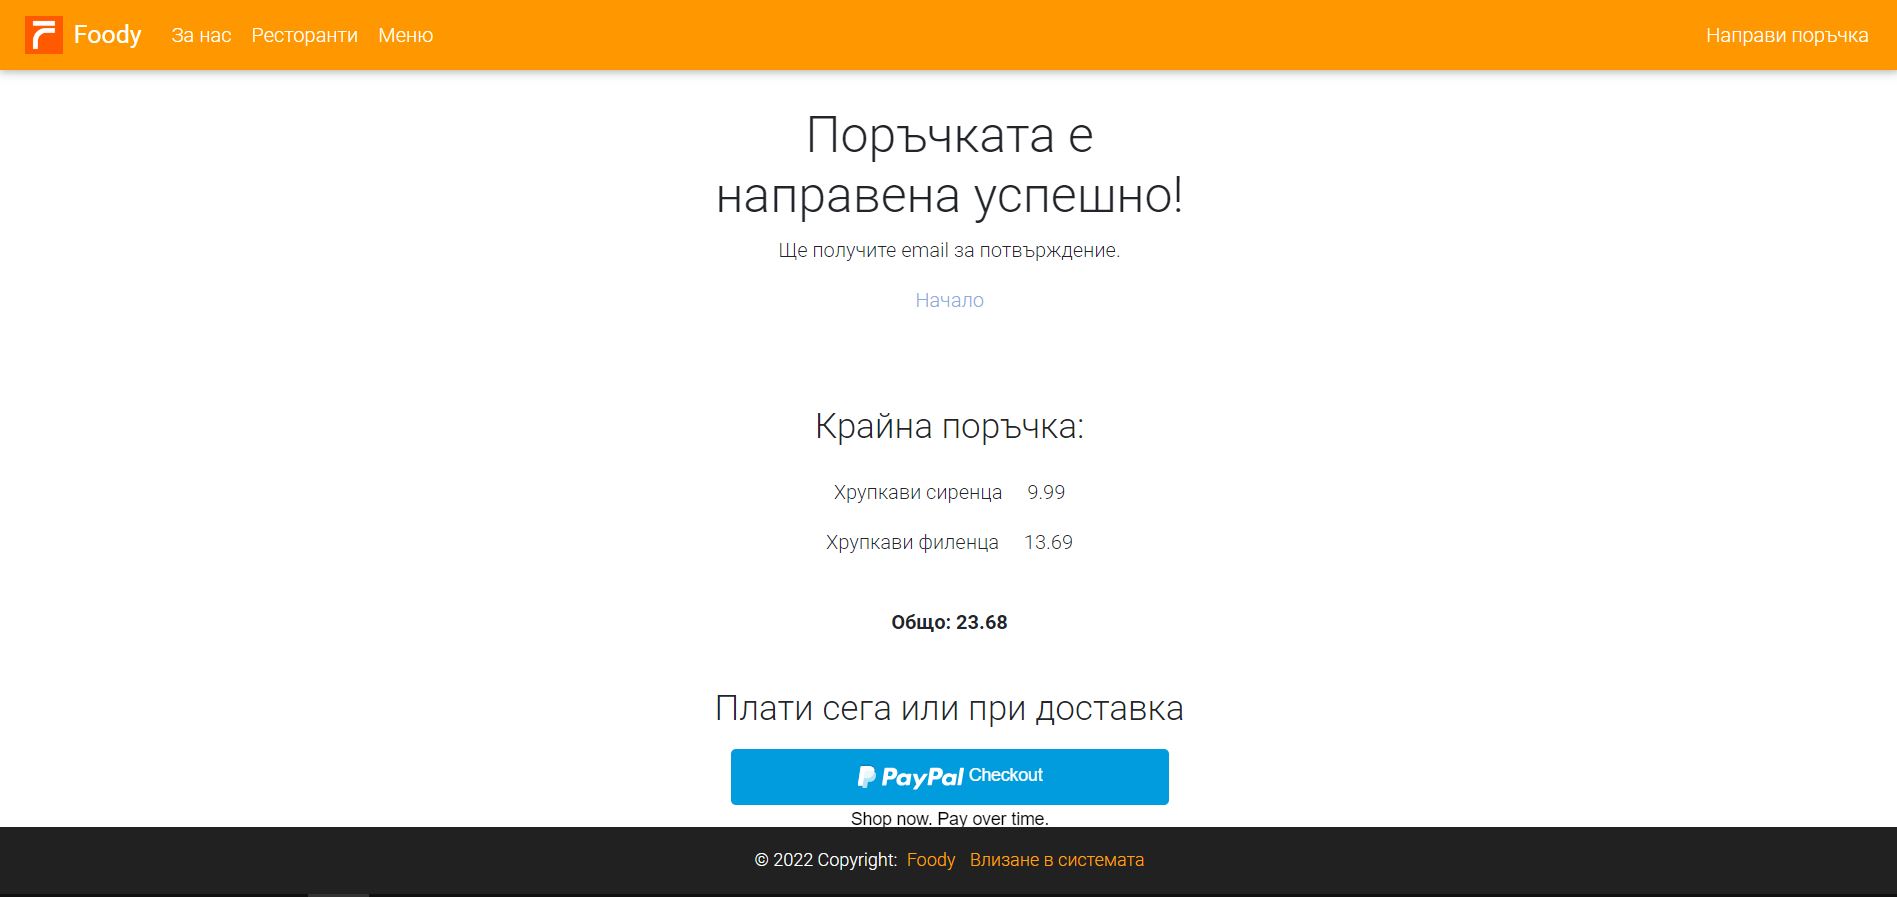 Foody За нас Ресторанти Меню Направи поръчка
Поръчката е
направена успешно!
Ще получите email за потвърждение.
Начало
Крайна поръчка:
Хрупкави сиренца 9.99
Хрупкави филенца 13.69
Общо: 23.68
Плати сега или при доставка
PayPal Checkout
Shop now. Pay over time.
© 2022 Copyright: Foody Влизане в системата